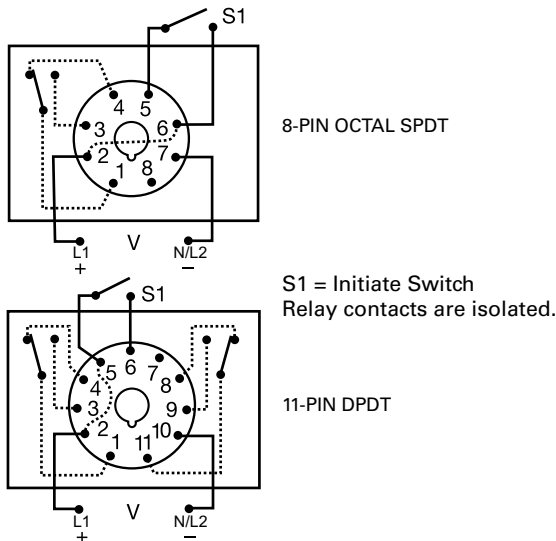 S1
4 5
3 6
2 7
1 8
8-PIN OCTAL SPDT
L1 V N/L2
+ –
S1 = Initiate Switch
Relay contacts are isolated.
S1
5 6 7
4 8
3 9
2 10
1 11
11-PIN DPDT
L1 V N/L2
+ –